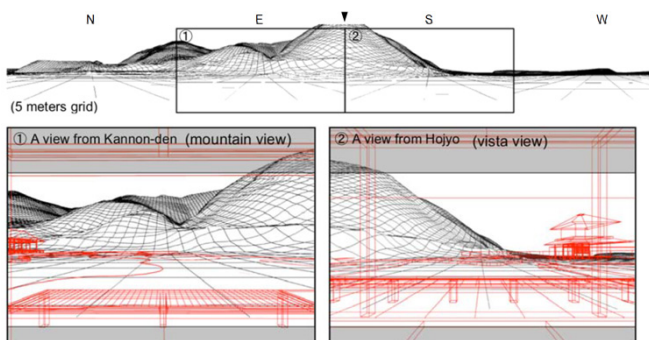 N E S W
① ②
(5 meters grid)
① A view from Kannon-den (mountain view)
② A view from Hojyo (vista view)